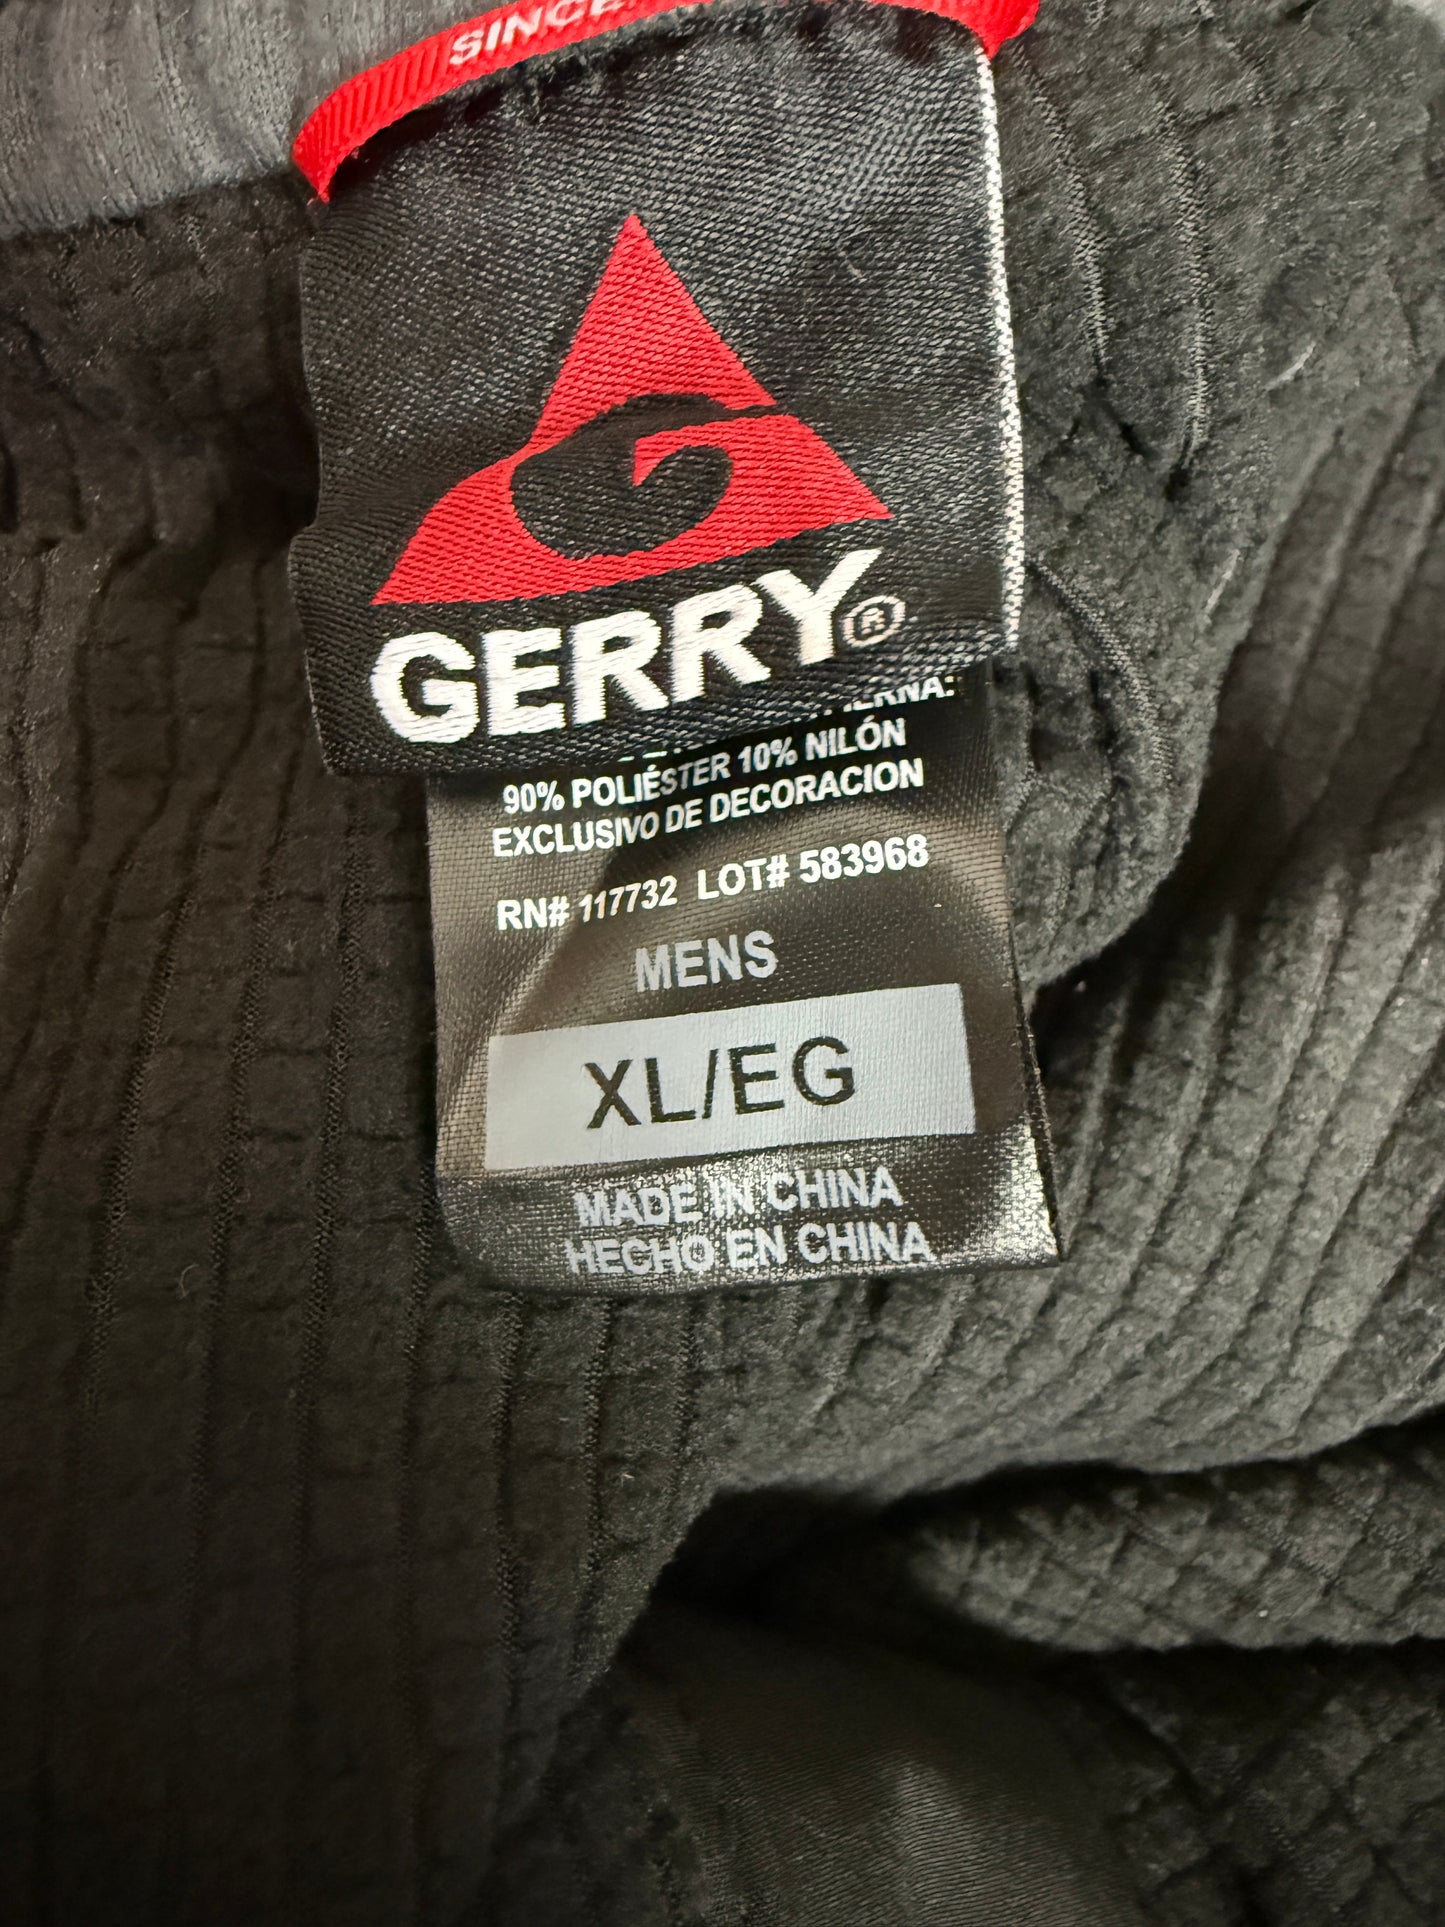 SINCE
GERRY®
90% POLIÉSTER 10% NILÓN
EXCLUSIVO DE DECORACION
RN# 117732 LOT# 583968
MENS
XL/EG
MADE IN CHINA
HECHO EN CHINA